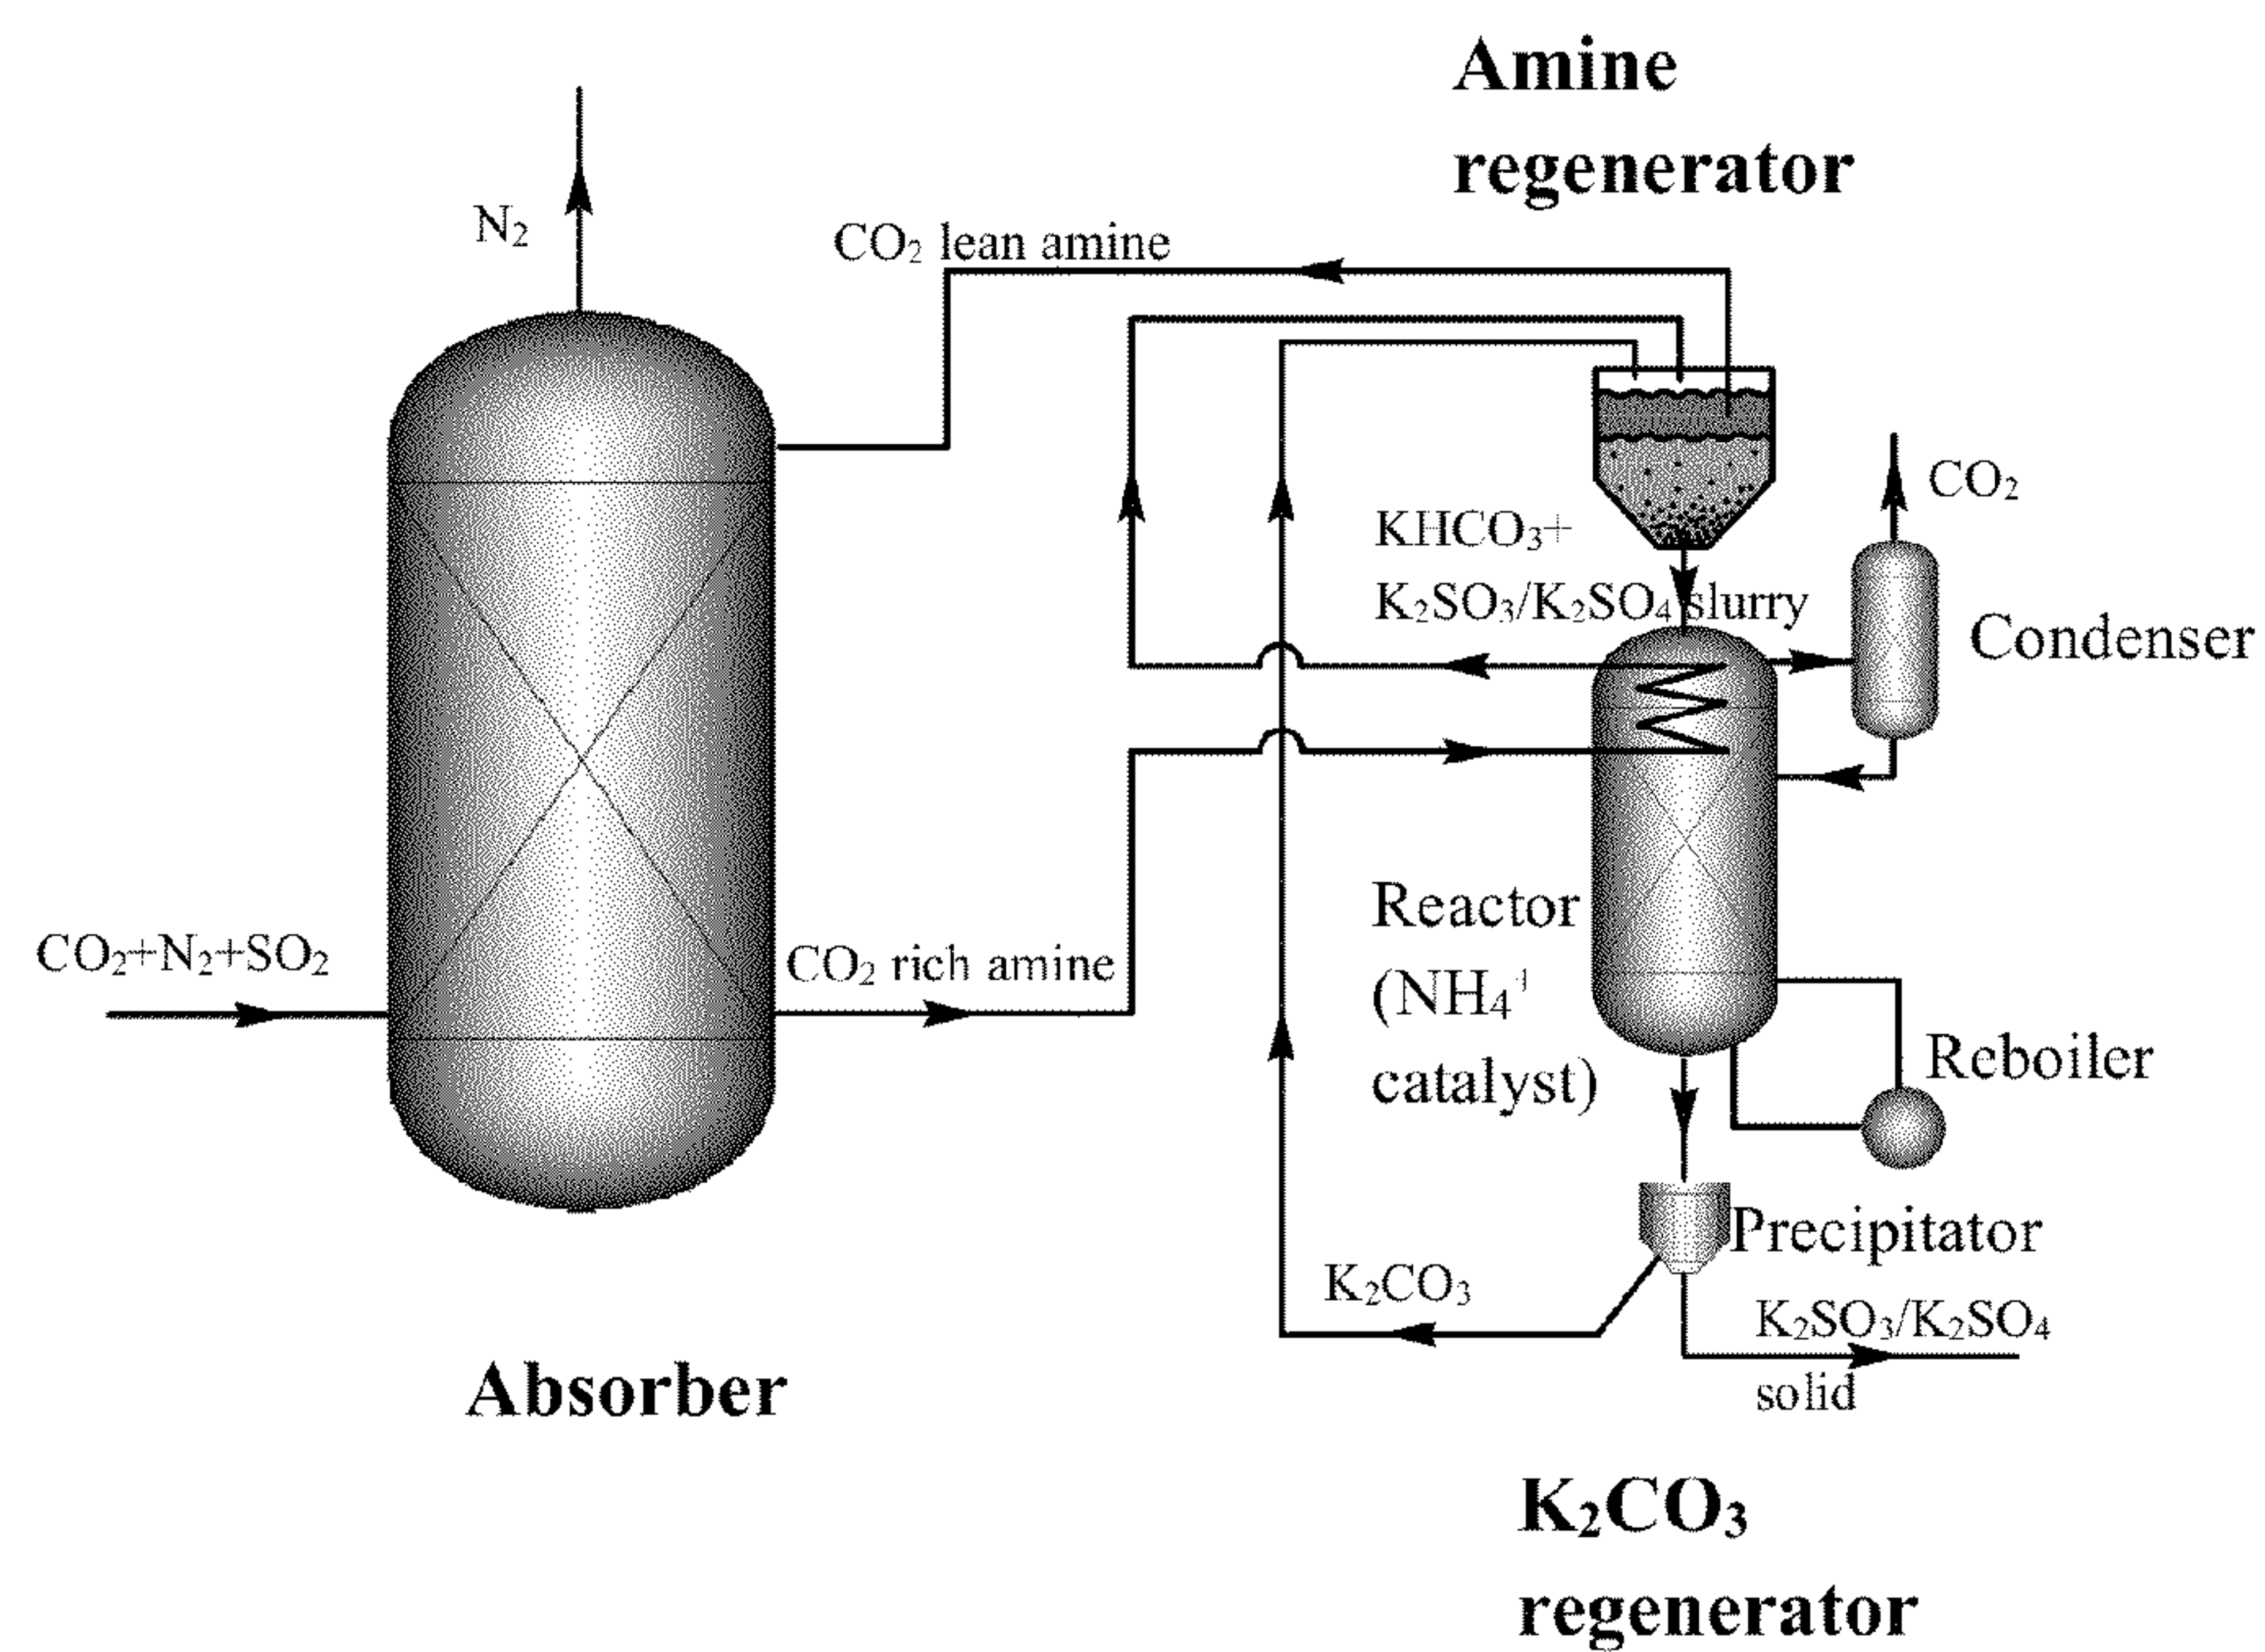 Amine
regenerator
N₂
CO₂ lean amine
CO₂
KHCO₃+
K₂SO₃/K₂SO₄ slurry
Condenser
Reactor
(NH₄⁺
catalyst)
CO₂+N₂+SO₂
CO₂ rich amine
Reboiler
Precipitator
K₂CO₃
K₂SO₃/K₂SO₄
solid
Absorber
K₂CO₃
regenerator